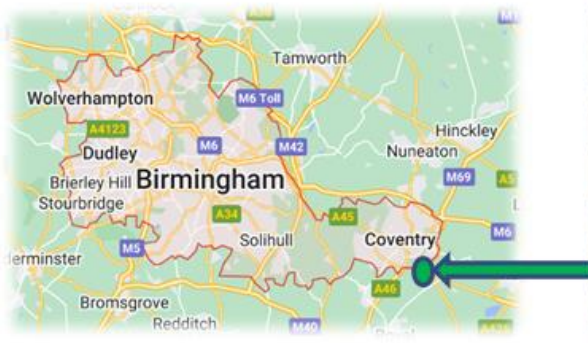 Tamworth
Wolverhampton
M6 Toll
A4123
Hinckley
M6
M42
Nuneaton
Dudley
M69
A5
Brierley Hill
Birmingham
Stourbridge
A34
A45
Solihull
Coventry
M6
M5
derminster
A46
Bromsgrove
Redditch
M40